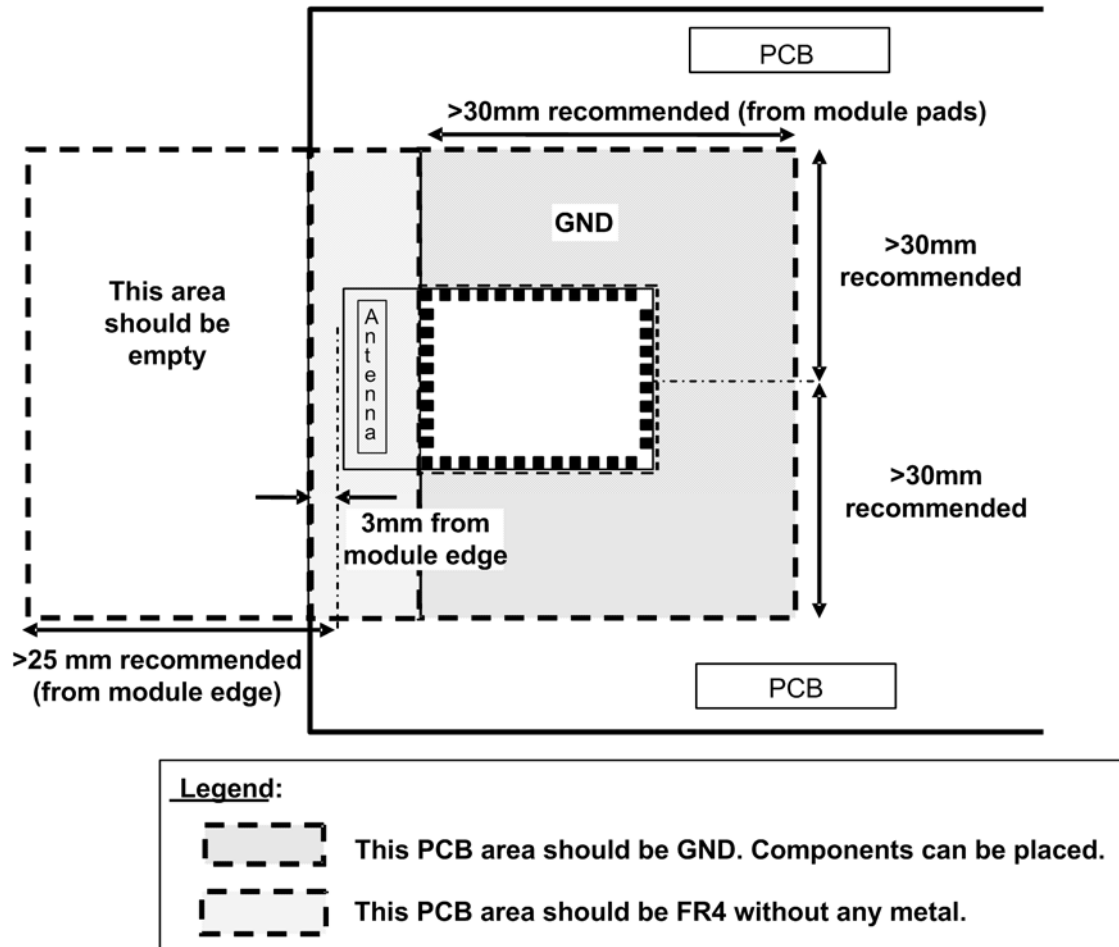 PCB
>30mm recommended (from module pads)
GND
>30mm
recommended
This area
should be
empty
Antenna
>30mm
recommended
3mm from
module edge
>25 mm recommended
(from module edge)
PCB
Legend:
This PCB area should be GND. Components can be placed.
This PCB area should be FR4 without any metal.